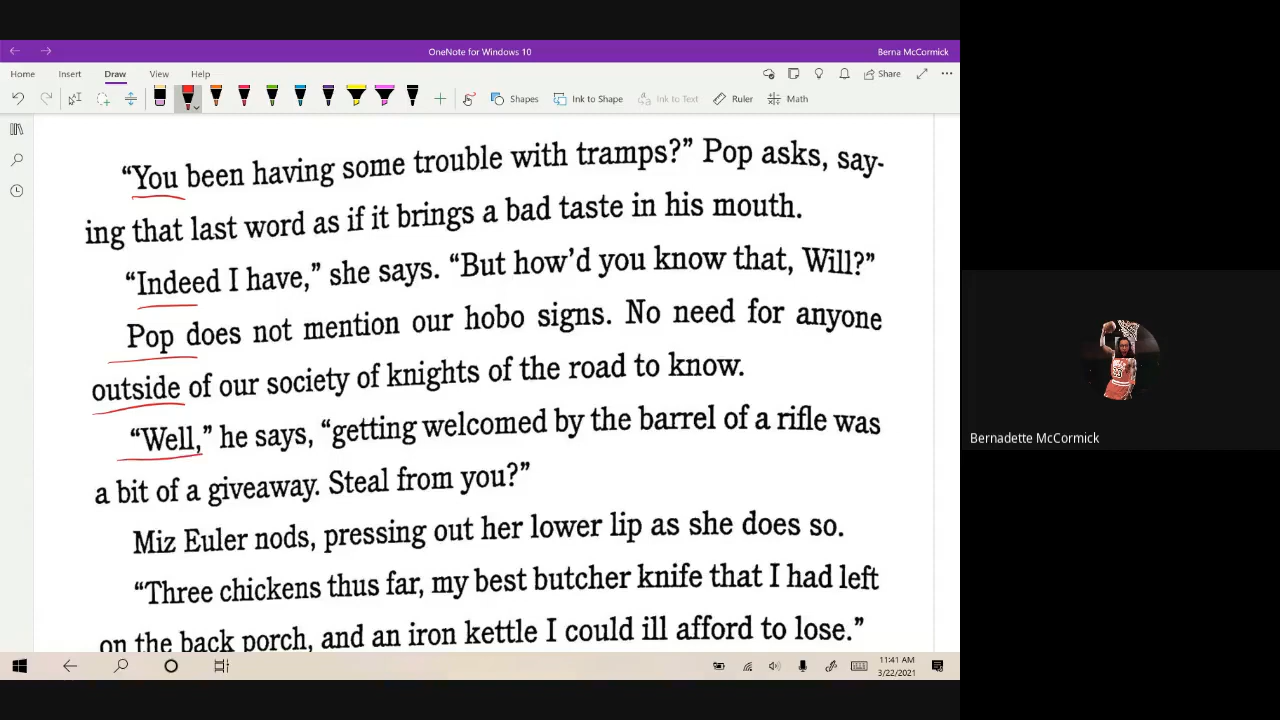 OneNote for Windows 10
Berna McCormick
Home Insert Draw View Help
Share
Shapes Ink to Shape Ink to Text Ruler Math
“You been having some trouble with tramps?” Pop asks, say-
ing that last word as if it brings a bad taste in his mouth.
“Indeed I have,” she says. “But how’d you know that, Will?”
Pop does not mention our hobo signs. No need for anyone
outside of our society of knights of the road to know.
“Well,” he says, “getting welcomed by the barrel of a rifle was
a bit of a giveaway. Steal from you?”
Miz Euler nods, pressing out her lower lip as she does so.
“Three chickens thus far, my best butcher knife that I had left
on the back porch, and an iron kettle I could ill afford to lose.”
Bernadette McCormick
11:41 AM
3/22/2021